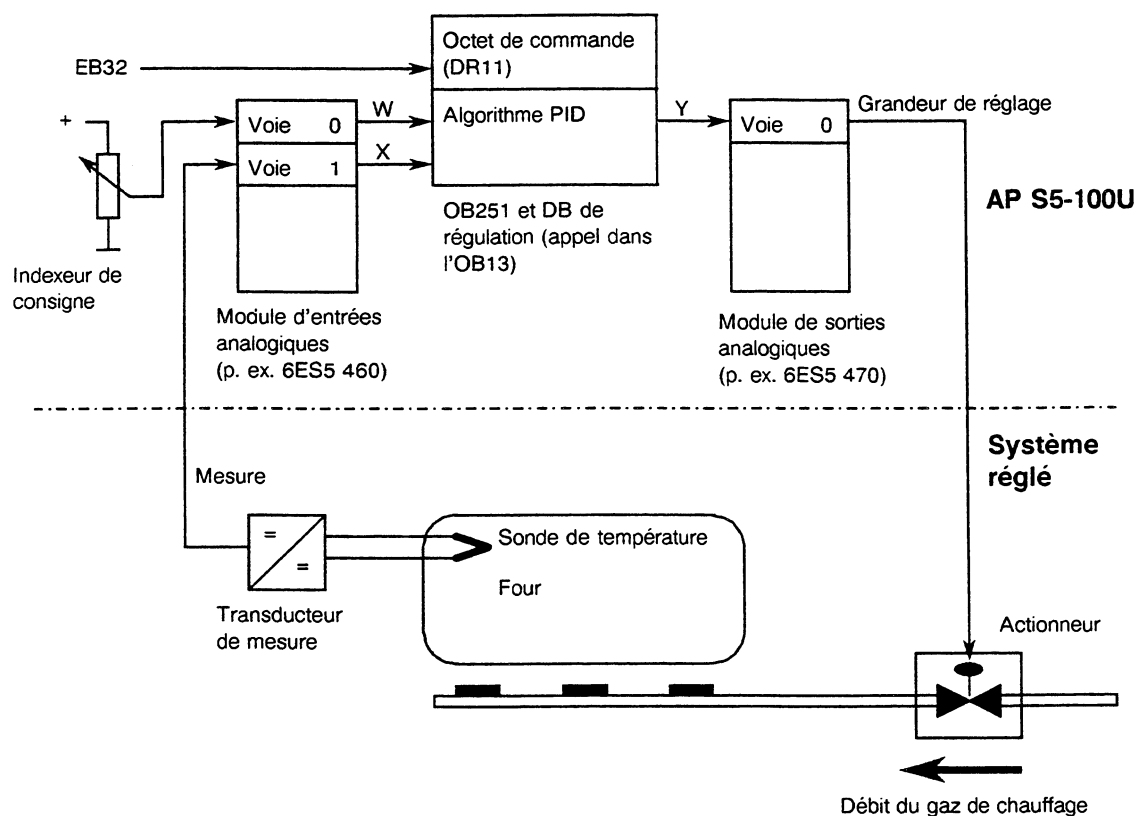 Octet de commande
(DR11)
EB32
Algorithme PID
+
Voie 0
W
Voie 1
X
Y
Voie 0
Grandeur de réglage
AP S5-100U
OB251 et DB de
régulation (appel dans
l'OB13)
Indexeur de
consigne
Module d'entrées
analogiques
(p. ex. 6ES5 460)
Module de sorties
analogiques
(p. ex. 6ES5 470)
Système
réglé
Mesure
=
=
Sonde de température
Four
Transducteur
de mesure
Actionneur
Débit du gaz de chauffage